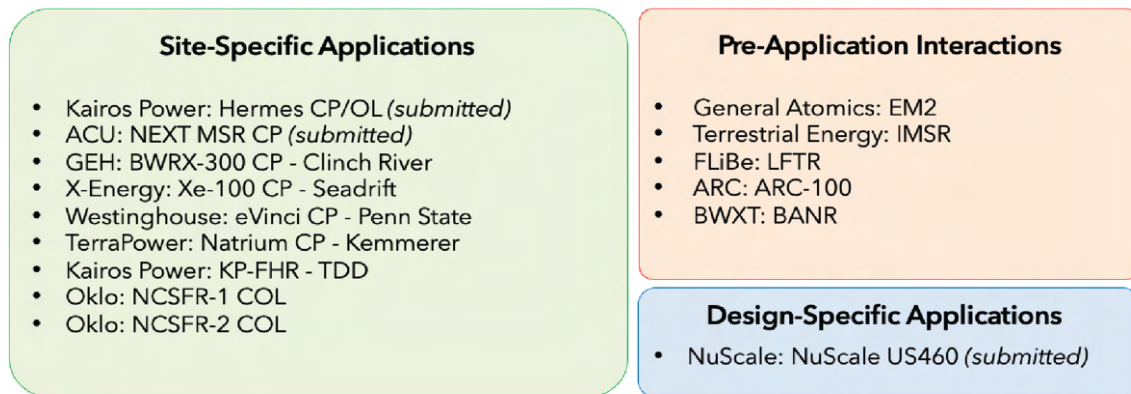 Site-Specific Applications
• Kairos Power: Hermes CP/OL (submitted)
• ACU: NEXT MSR CP (submitted)
• GEH: BWRX-300 CP - Clinch River
• X-Energy: Xe-100 CP - Seadrift
• Westinghouse: eVinci CP - Penn State
• TerraPower: Natrium CP - Kemmerer
• Kairos Power: KP-FHR - TDD
• Oklo: NCSFR-1 COL
• Oklo: NCSFR-2 COL
Pre-Application Interactions
• General Atomics: EM2
• Terrestrial Energy: IMSR
• FLiBe: LFTR
• ARC: ARC-100
• BWXT: BANR
Design-Specific Applications
• NuScale: NuScale US460 (submitted)